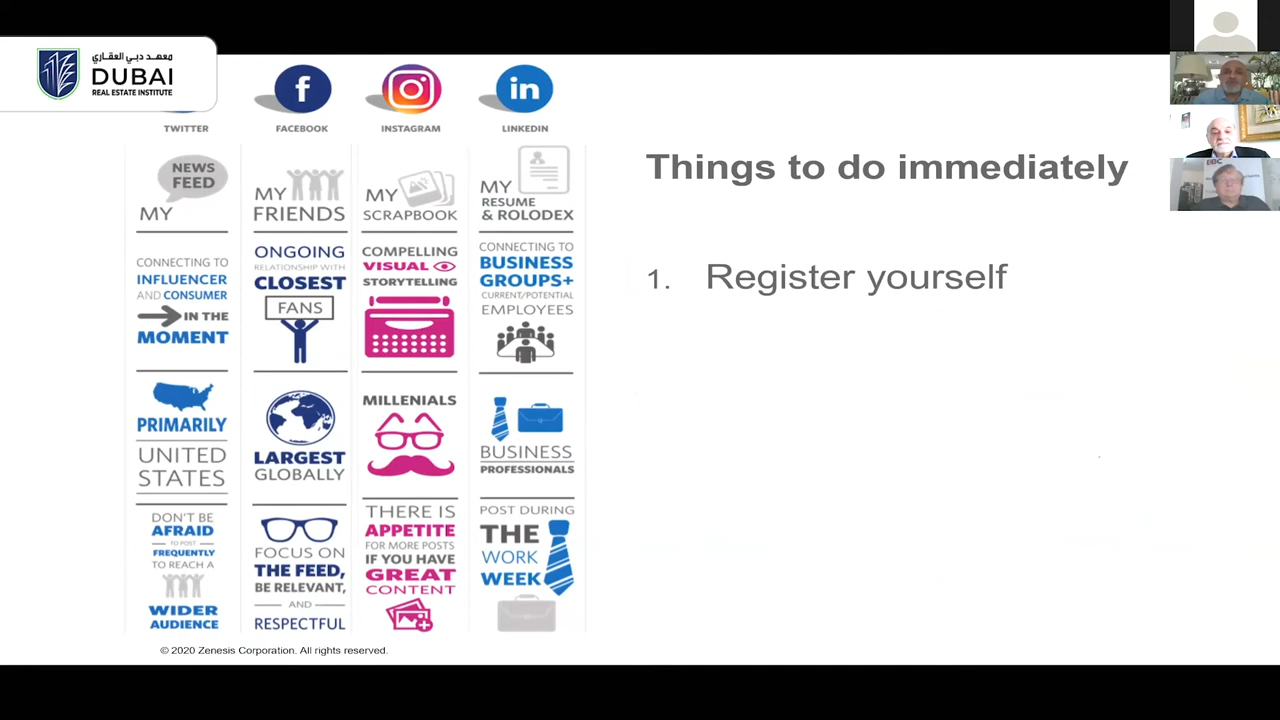 معهد دبي العقاري
DUBAI
REAL ESTATE INSTITUTE
TWITTER
NEWS
FEED
MY
CONNECTING TO
INFLUENCER
AND CONSUMER
IN THE
MOMENT
PRIMARILY
UNITED
STATES
DON'T BE
AFRAID
TO POST
FREQUENTLY
TO REACH A
WIDER
AUDIENCE
f
FACEBOOK
MY
FRIENDS
ONGOING
RELATIONSHIP WITH
CLOSEST
FANS
LARGEST
GLOBALLY
FOCUS ON
THE FEED,
BE RELEVANT,
AND
RESPECTFUL
INSTAGRAM
MY
SCRAPBOOK
COMPELLING
VISUAL
STORYTELLING
MILLENIALS
THERE IS
APPETITE
FOR MORE POSTS
IF YOU HAVE
GREAT
CONTENT
in
LINKEDIN
MY
RESUME
& ROLODEX
CONNECTING TO
BUSINESS
GROUPS+
CURRENT/POTENTIAL
EMPLOYEES
BUSINESS
PROFESSIONALS
POST DURING
THE
WORK
WEEK
Things to do immediately
1. Register yourself
© 2020 Zenesis Corporation. All rights reserved.